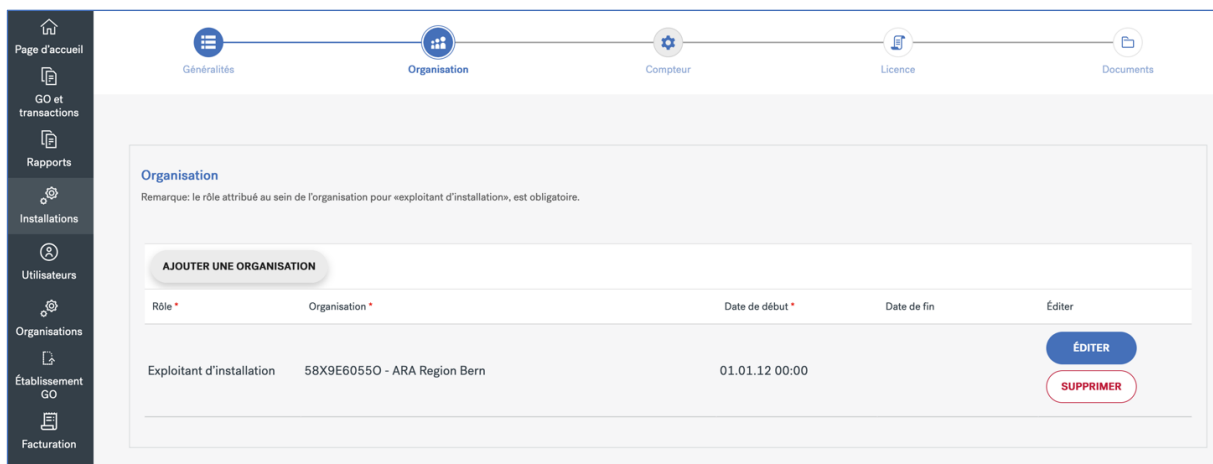 Page d'accueil
GO et
transactions
Rapports
Installations
Utilisateurs
Organisations
Établissement
GO
Facturation
Généralités
Organisation
Compteur
Licence
Documents
Organisation
Remarque: le rôle attribué au sein de l'organisation pour «exploitant d'installation», est obligatoire.
AJOUTER UNE ORGANISATION
Rôle * Organisation * Date de début * Date de fin Éditer
Exploitant d'installation 58X9E6055O - ARA Region Bern 01.01.12 00:00
ÉDITER
SUPPRIMER